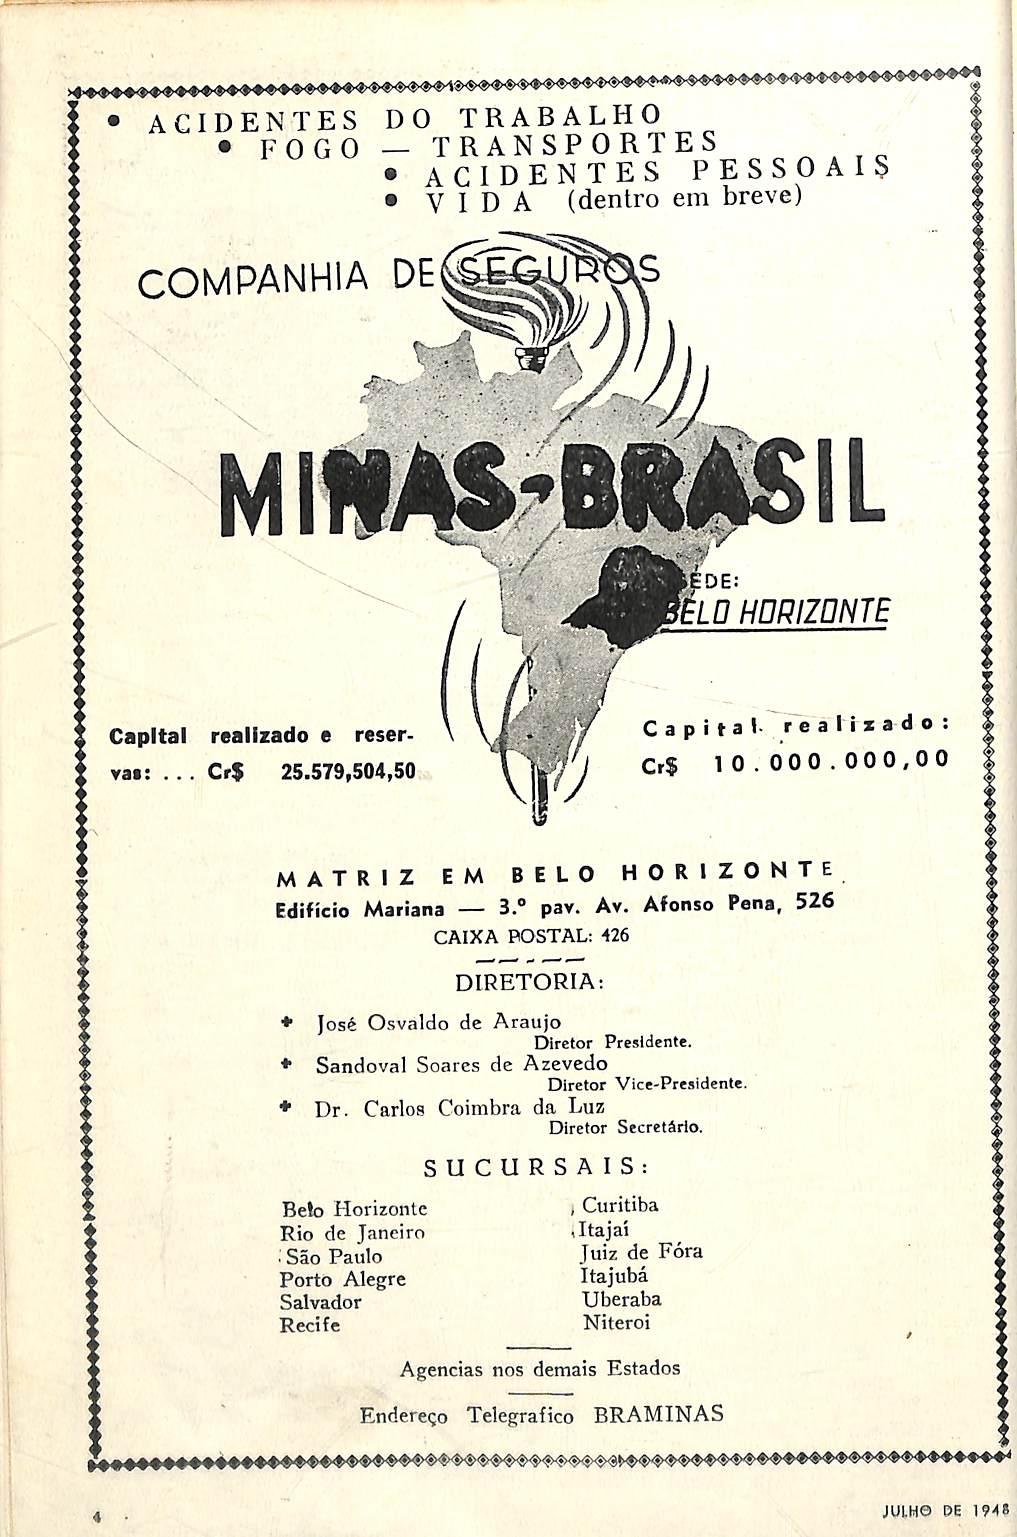 • ACIDENTES DO TRABALHO
• FOGO — TRANSPORTES
• ACIDENTES PESSOAIS
• VIDA (dentro em breve)
COMPANHIA DE SEGUROS
MINAS-BRASIL
SÉDE:
BELO HORIZONTE
Capital realizado e reser-
vas: ... Cr$ 25.579,504,50
Capital realizado:
Cr$ 10.000.000,00
MATRIZ EM BELO HORIZONTE
Edifício Mariana — 3.º pav. Av. Afonso Pena, 526
CAIXA POSTAL: 426
DIRETORIA:
José Osvaldo de Araujo
Diretor Presidente.
Sandoval Soares de Azevedo
Diretor Vice-Presidente.
Dr. Carlos Coimbra da Luz
Diretor Secretário.
SUCURSAIS:
Belo Horizonte
Rio de Janeiro
São Paulo
Porto Alegre
Salvador
Recife
Curitiba
Itajaí
Juiz de Fóra
Itajubá
Uberaba
Niteroi
Agencias nos demais Estados
Endereço Telegrafico BRAMINAS
4
JULHO DE 1948